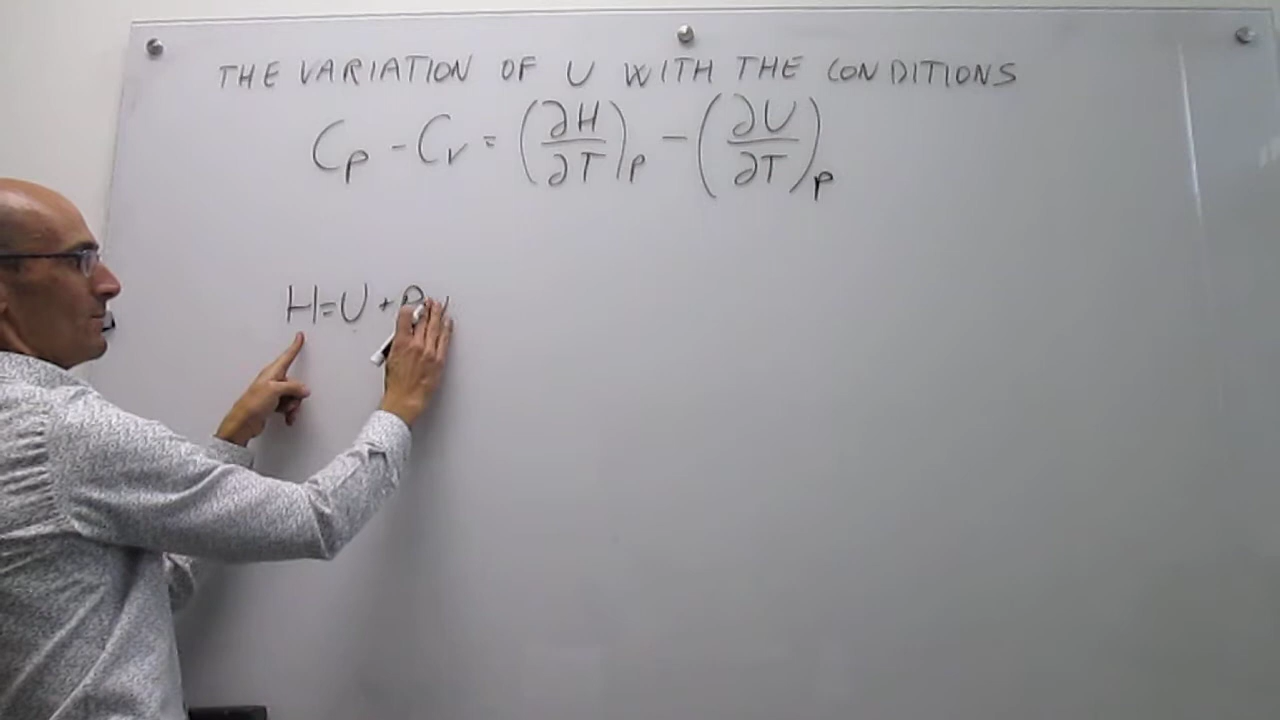 THE VARIATION OF U WITH THE CONDITIONS
Cp - Cv = (∂H/∂T)p - (∂U/∂T)p
H = U + P